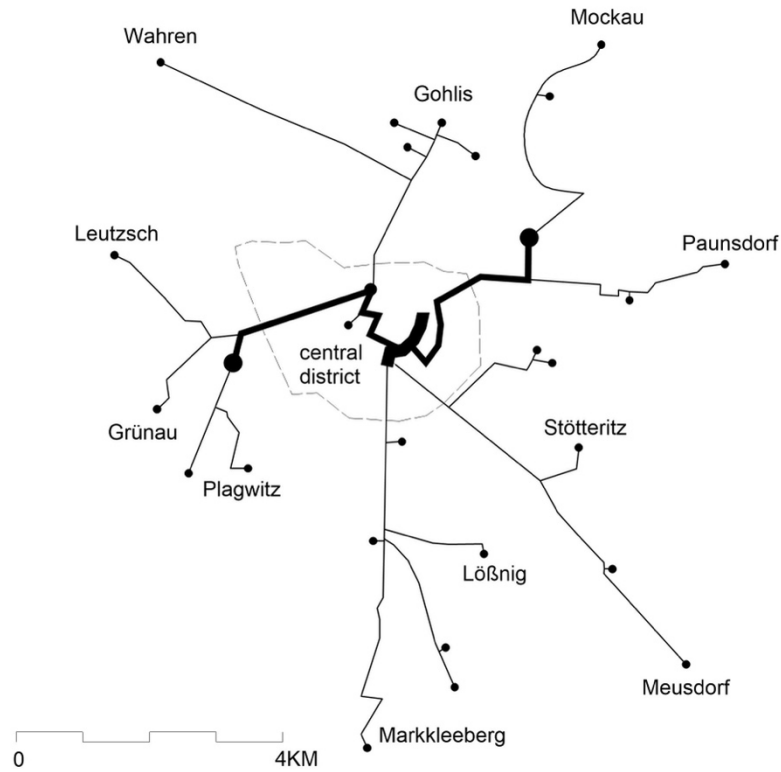 Mockau
Wahren
Gohlis
Leutzsch
Paunsdorf
central
district
Grünau
Stötteritz
Plagwitz
Lößnig
Meusdorf
Markkleeberg
0
4KM